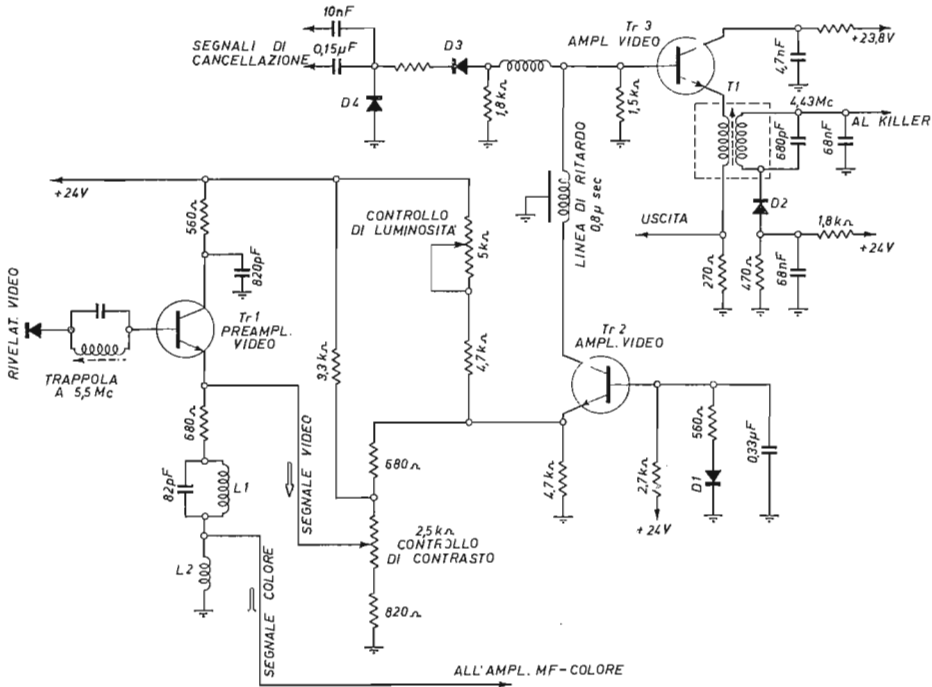 10nF
SEGNALI DI
CANCELLAZIONE
0,15µF
D4
D3
1,8kΩ
Tr 3
AMPL VIDEO
1,5kΩ
+23,8V
4,7nF
T1
4,43Mc
AL KILLER
680pF
68nF
D2
1,8kΩ
+24V
USCITA
270Ω
470Ω
68nF
LINEA DI RITARDO
0,8µ sec
+24V
560Ω
820pF
CONTROLLO
DI LUMINOSITÀ
5kΩ
RIVELAT. VIDEO
TRAPPOLA
A 5,5Mc
Tr1
PREAMPL.
VIDEO
3,3kΩ
4,7kΩ
Tr 2
AMPL. VIDEO
680Ω
82pF
L1
L2
SEGNALE VIDEO
SEGNALE COLORE
680Ω
2,5kΩ
CONTROLLO
DI CONTRASTO
820Ω
4,7kΩ
2,7kΩ
+24V
560Ω
D1
0,33µF
ALL'AMPL. MF-COLORE